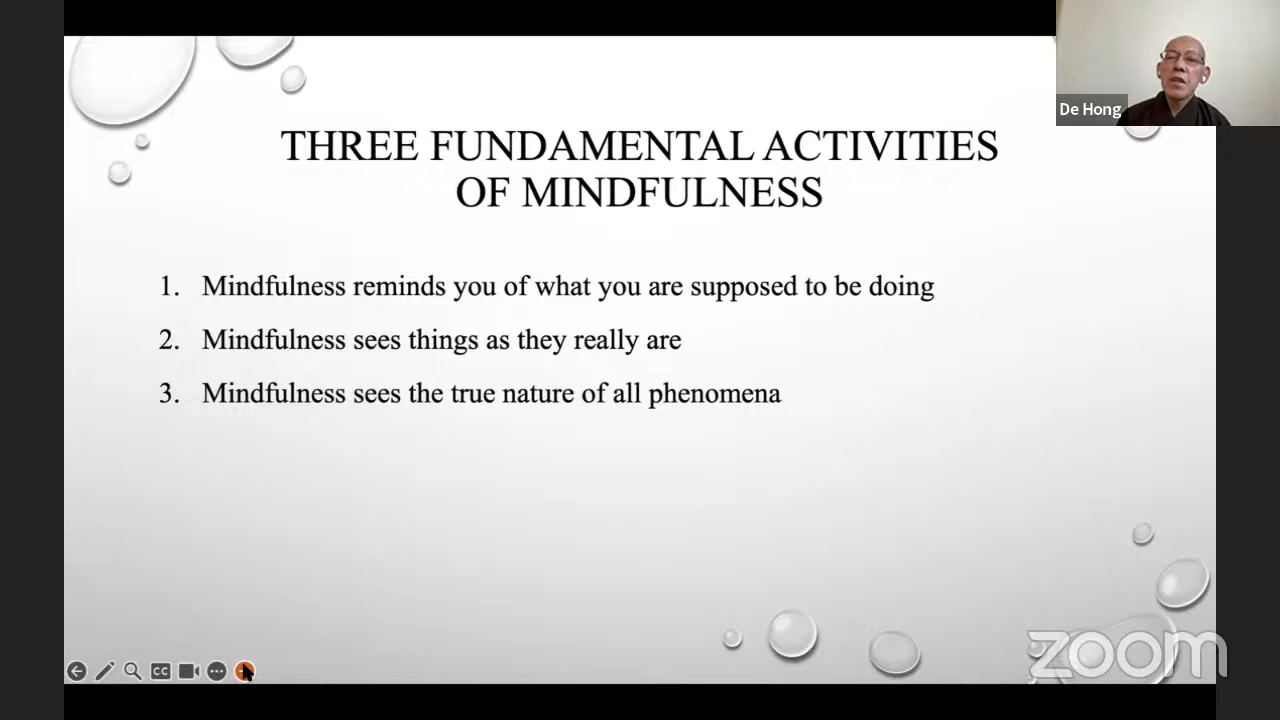 De Hong
THREE FUNDAMENTAL ACTIVITIES
OF MINDFULNESS
1. Mindfulness reminds you of what you are supposed to be doing
2. Mindfulness sees things as they really are
3. Mindfulness sees the true nature of all phenomena
CC
zoom